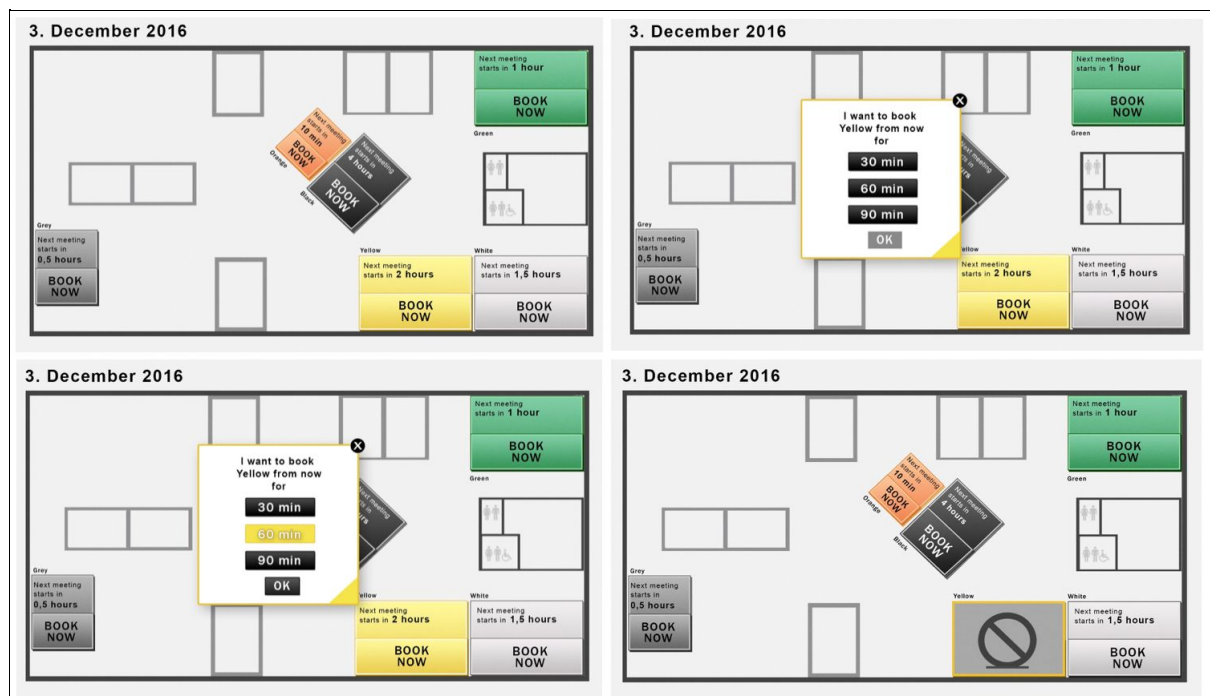 3. December 2016
Next meeting
starts in 1 hour
BOOK
NOW
Green
Next meeting
starts in
10 min
BOOK
NOW
Orange
Next meeting
starts in
4 hours
BOOK
NOW
Black
Grey
Next meeting
starts in
0,5 hours
BOOK
NOW
Yellow
Next meeting
starts in 2 hours
BOOK
NOW
White
Next meeting
starts in 1,5 hours
BOOK
NOW
3. December 2016
Next meeting
starts in 1 hour
BOOK
NOW
Green
X
I want to book
Yellow from now
for
30 min
60 min
90 min
OK
Grey
Next meeting
starts in
0,5 hours
BOOK
NOW
ellow
Next meeting
starts in 2 hours
BOOK
NOW
White
Next meeting
starts in 1,5 hours
BOOK
NOW
3. December 2016
Next meeting
starts in 1 hour
BOOK
NOW
Green
X
I want to book
Yellow from now
for
30 min
60 min
90 min
OK
Grey
Next meeting
starts in
0,5 hours
BOOK
NOW
Yellow
Next meeting
starts in 2 hours
BOOK
NOW
White
Next meeting
starts in 1,5 hours
BOOK
NOW
3. December 2016
Next meeting
starts in 1 hour
BOOK
NOW
Green
Next meeting
starts in
10 min
BOOK
NOW
Orange
Next meeting
starts in
4 hours
BOOK
NOW
Black
Grey
Next meeting
starts in
0,5 hours
BOOK
NOW
Yellow
White
Next meeting
starts in 1,5 hours
BOOK
NOW